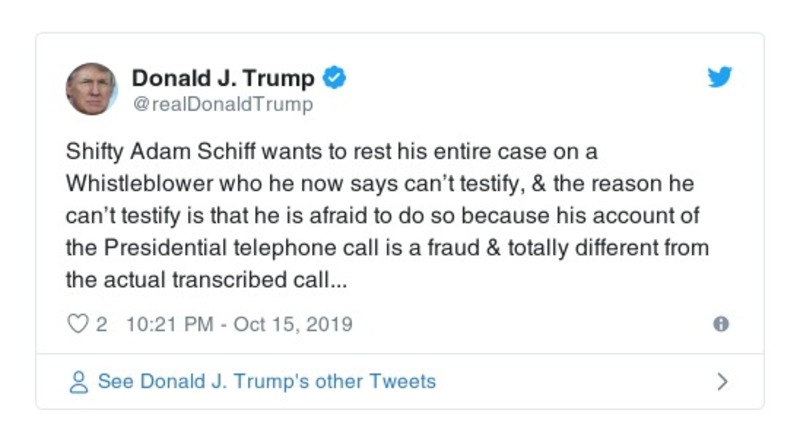 Donald J. Trump
@realDonaldTrump
Shifty Adam Schiff wants to rest his entire case on a
Whistleblower who he now says can’t testify, & the reason he
can’t testify is that he is afraid to do so because his account of
the Presidential telephone call is a fraud & totally different from
the actual transcribed call...
2 10:21 PM - Oct 15, 2019
See Donald J. Trump's other Tweets